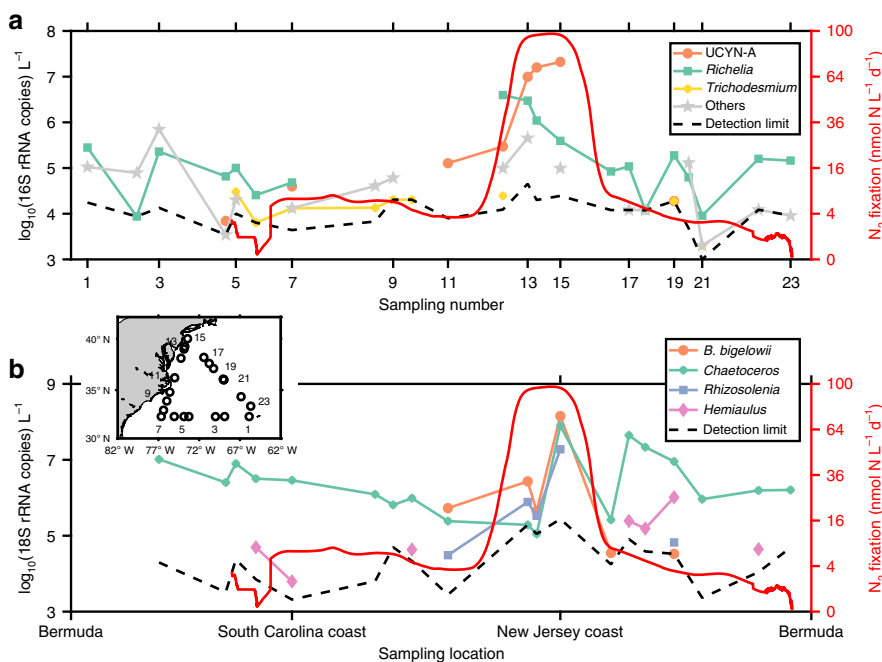 a
8
7
6
5
4
3
log10(16S rRNA copies) L−1
100
64
36
16
4
0
N2 fixation (nmol N L−1 d−1)
UCYN-A
Richelia
Trichodesmium
Others
Detection limit
1 3 5 7 9 11 13 15 17 19 21 23
Sampling number
b
9
7
5
3
log10(18S rRNA copies) L−1
100
64
36
16
4
0
N2 fixation (nmol N L−1 d−1)
40° N
35° N
30° N
82° W 77° W 72° W 67° W 62° W
13 15
17
11 19
9 21
23
7 5 3 1
B. bigelowii
Chaetoceros
Rhizosolenia
Hemiaulus
Detection limit
Bermuda South Carolina coast New Jersey coast Bermuda
Sampling location